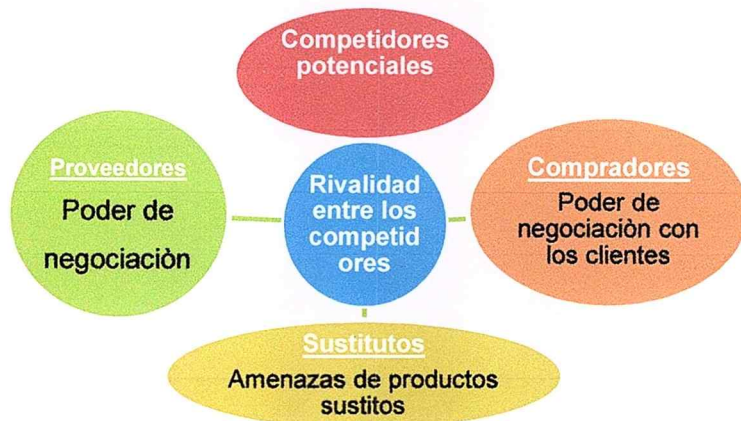 Competidores
potenciales
Proveedores
Poder de
negociaciòn
Rivalidad
entre los
competid
ores
Compradores
Poder de
negociaciòn con
los clientes
Sustitutos
Amenazas de productos
sustitos